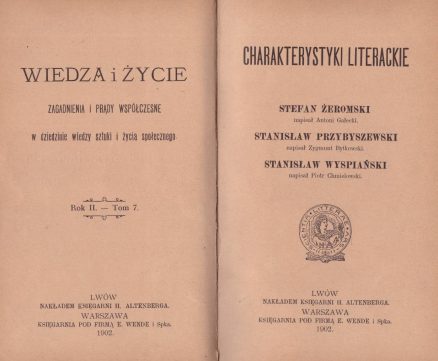 WIEDZA i ŻYCIE
ZAGADNIENIA I PRĄDY WSPÓŁCZESNE
w dziedzinie wiedzy sztuki i życia społecznego.
Rok II. — Tom 7.
LWÓW
NAKŁADEM KSIĘGARNI H. ALTENBERGA.
WARSZAWA
KSIĘGARNIA POD FIRMĄ E. WENDE i Spka.
1902.
CHARAKTERYSTYKI LITERACKIE
STEFAN ŻEROMSKI
napisał Antoni Gałecki.
STANISŁAW PRZYBYSZEWSKI
napisał Zygmunt Bytkowski.
STANISŁAW WYSPIAŃSKI
napisał Piotr Chmielowski.
LWÓW
NAKŁADEM KSIĘGARNI H. ALTENBERGA.
WARSZAWA
KSIĘGARNIA POD FIRMĄ E. WENDE i Spka.
1902.